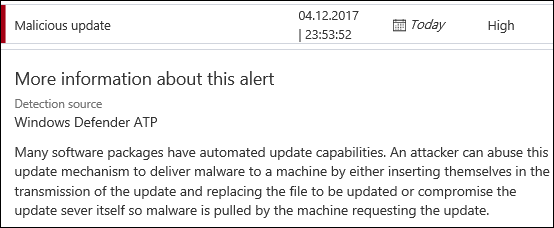 Malicious update
04.12.2017
| 23:53:52
Today
High
More information about this alert
Detection source
Windows Defender ATP
Many software packages have automated update capabilities. An attacker can abuse this
update mechanism to deliver malware to a machine by either inserting themselves in the
transmission of the update and replacing the file to be updated or compromise the
update sever itself so malware is pulled by the machine requesting the update.